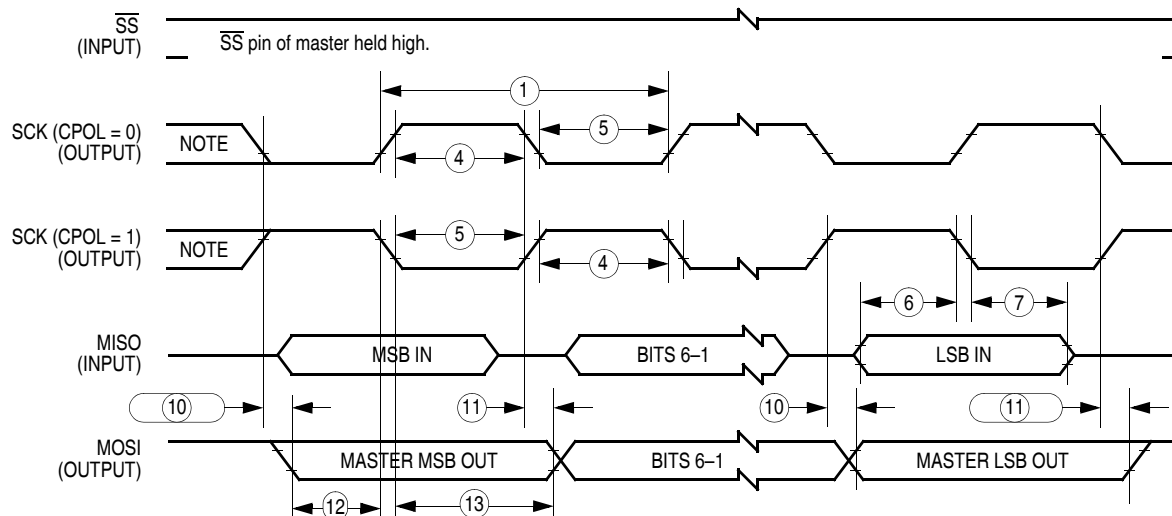 SS
(INPUT)
SS pin of master held high.
1
SCK (CPOL = 0)
(OUTPUT)
NOTE
5
4
SCK (CPOL = 1)
(OUTPUT)
NOTE
5
4
6
7
MISO
(INPUT)
MSB IN
BITS 6–1
LSB IN
10
11
10
11
MOSI
(OUTPUT)
MASTER MSB OUT
BITS 6–1
MASTER LSB OUT
12
13